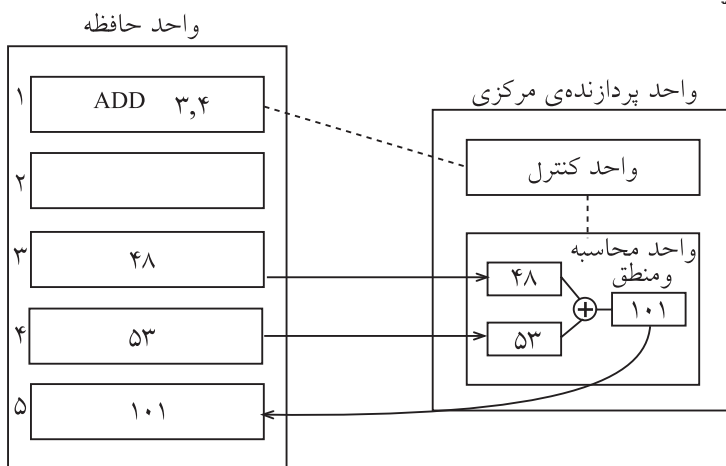 واحد حافظه
۱ ADD ۳,۴
۲
۳ ۴۸
۴ ۵۳
۵ ۱۰۱
واحد پردازنده‌ی مرکزی
واحد کنترل
واحد محاسبه
ومنطق
۴۸
+
۵۳
۱۰۱